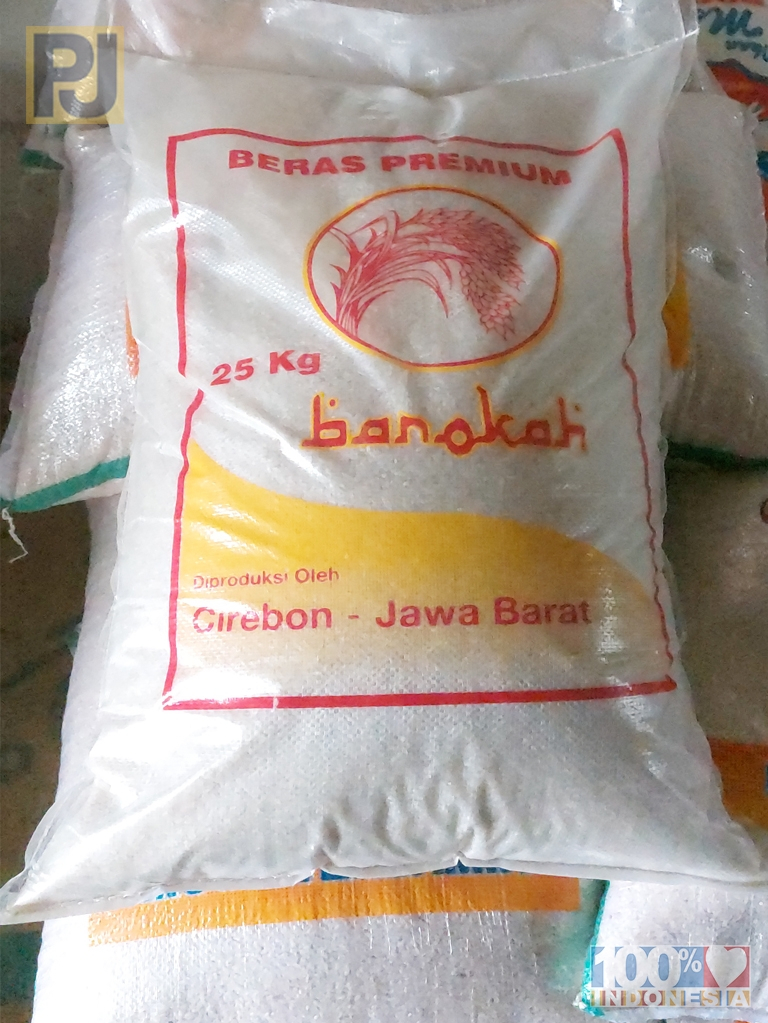 PJ
BERAS PREMIUM
25 Kg
barokah
Diproduksi Oleh
Cirebon - Jawa Barat
100%
INDONESIA